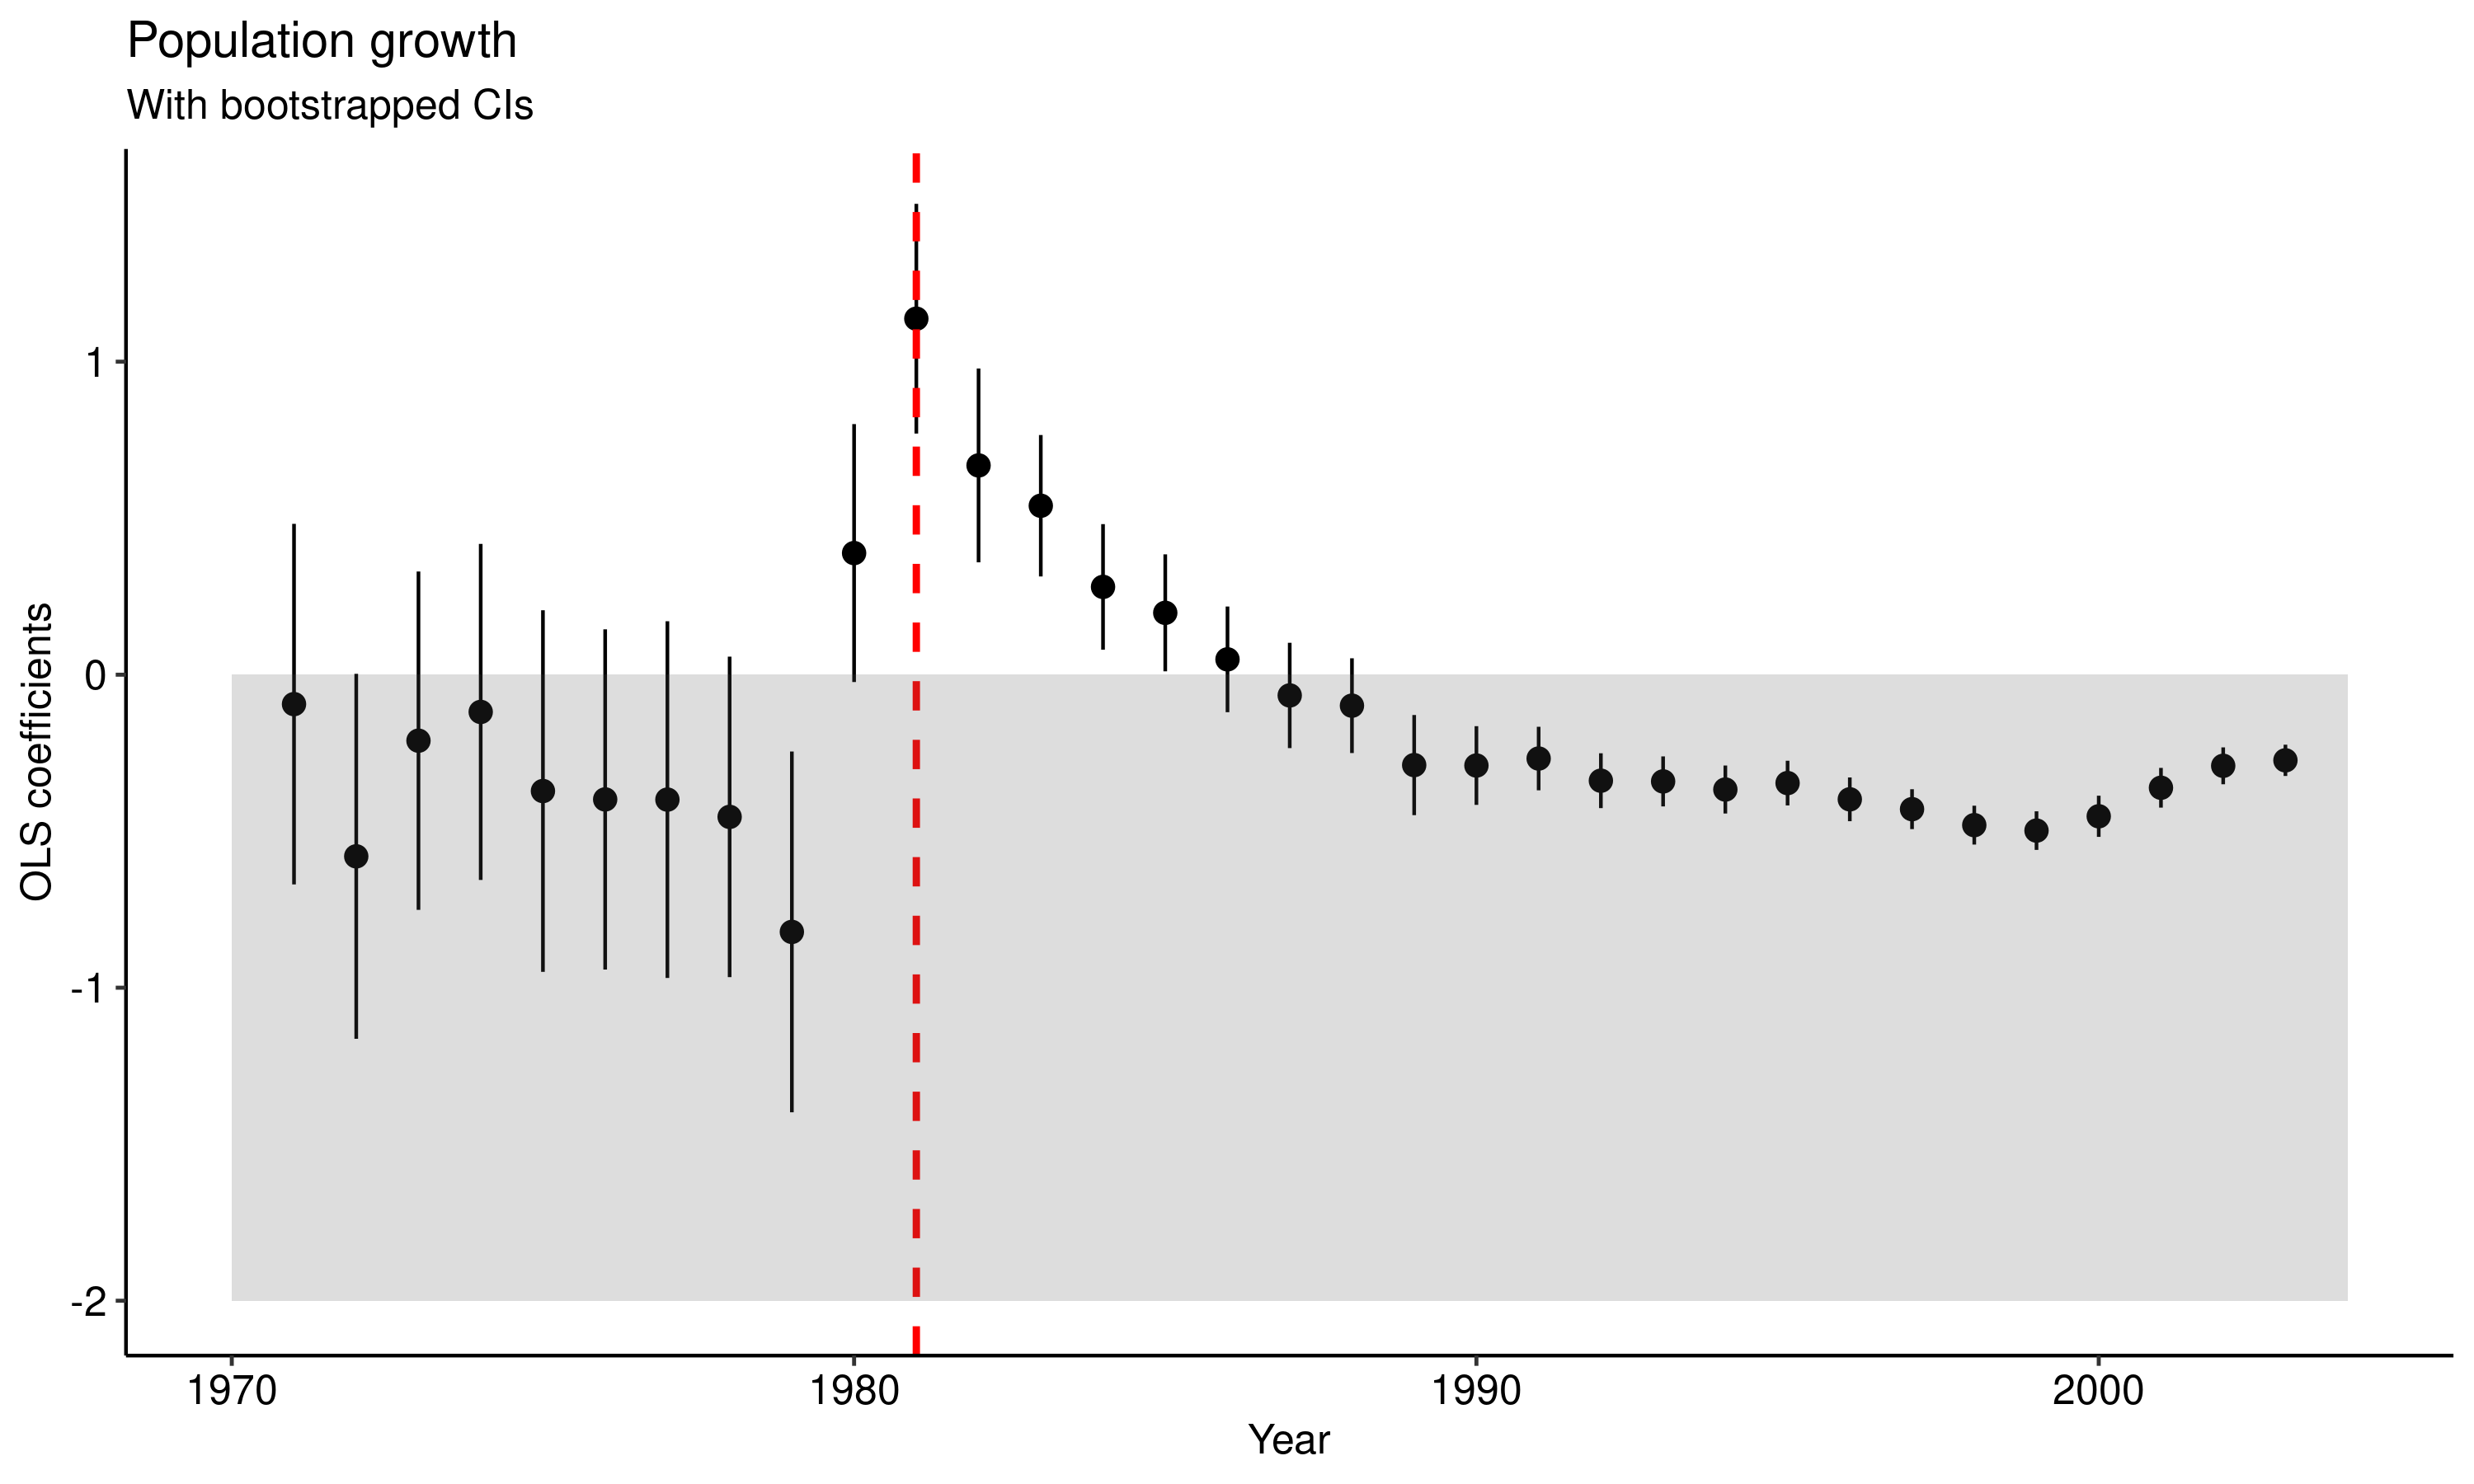 Population growth
With bootstrapped CIs
OLS coefficients
1
0
-1
-2
1970
1980
1990
2000
Year